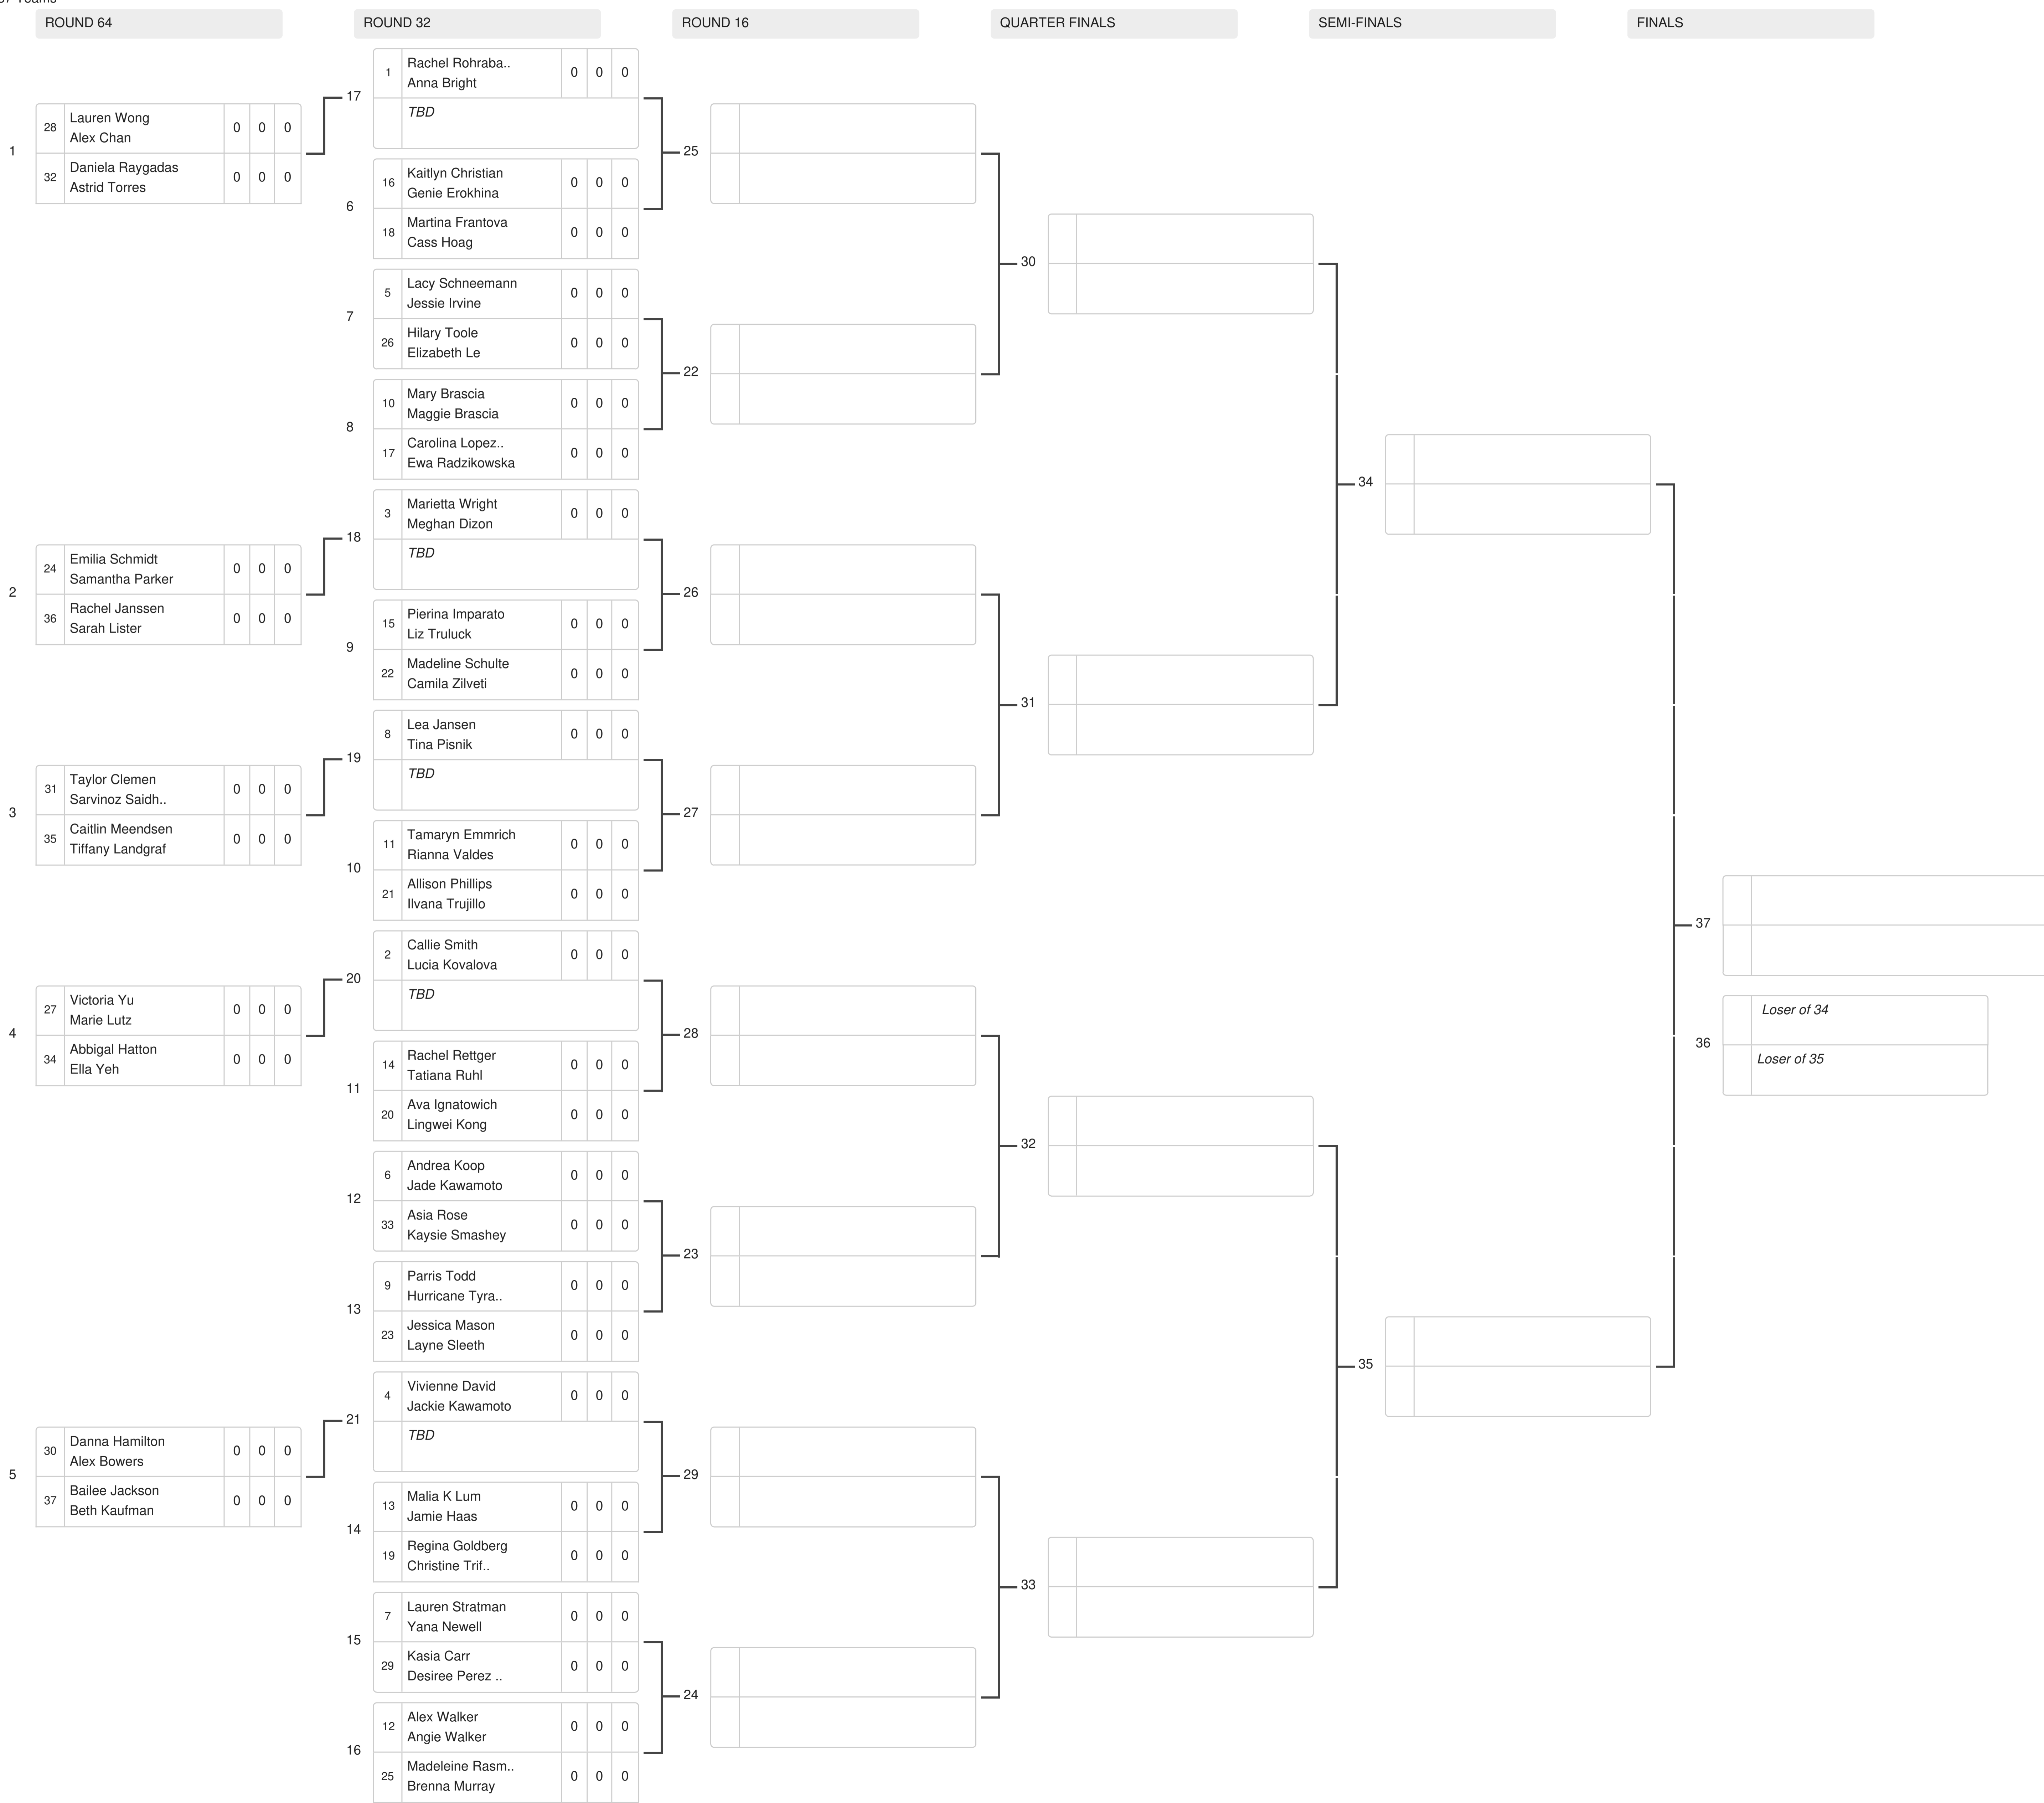 37 Teams
ROUND 64
ROUND 32
ROUND 16
QUARTER FINALS
SEMI-FINALS
FINALS
1
28 Lauren Wong 0 0 0
Alex Chan
32 Daniela Raygadas 0 0 0
Astrid Torres
2
24 Emilia Schmidt 0 0 0
Samantha Parker
36 Rachel Janssen 0 0 0
Sarah Lister
3
31 Taylor Clemen 0 0 0
Sarvinoz Saidh..
35 Caitlin Meendsen 0 0 0
Tiffany Landgraf
4
27 Victoria Yu 0 0 0
Marie Lutz
34 Abbigal Hatton 0 0 0
Ella Yeh
5
30 Danna Hamilton 0 0 0
Alex Bowers
37 Bailee Jackson 0 0 0
Beth Kaufman
17
1 Rachel Rohraba.. 0 0 0
Anna Bright
TBD
6
16 Kaitlyn Christian 0 0 0
Genie Erokhina
18 Martina Frantova 0 0 0
Cass Hoag
7
5 Lacy Schneemann 0 0 0
Jessie Irvine
26 Hilary Toole 0 0 0
Elizabeth Le
8
10 Mary Brascia 0 0 0
Maggie Brascia
17 Carolina Lopez.. 0 0 0
Ewa Radzikowska
18
3 Marietta Wright 0 0 0
Meghan Dizon
TBD
9
15 Pierina Imparato 0 0 0
Liz Truluck
22 Madeline Schulte 0 0 0
Camila Zilveti
19
8 Lea Jansen 0 0 0
Tina Pisnik
TBD
10
11 Tamaryn Emmrich 0 0 0
Rianna Valdes
21 Allison Phillips 0 0 0
Ilvana Trujillo
20
2 Callie Smith 0 0 0
Lucia Kovalova
TBD
11
14 Rachel Rettger 0 0 0
Tatiana Ruhl
20 Ava Ignatowich 0 0 0
Lingwei Kong
12
6 Andrea Koop 0 0 0
Jade Kawamoto
33 Asia Rose 0 0 0
Kaysie Smashey
13
9 Parris Todd 0 0 0
Hurricane Tyra..
23 Jessica Mason 0 0 0
Layne Sleeth
21
4 Vivienne David 0 0 0
Jackie Kawamoto
TBD
14
13 Malia K Lum 0 0 0
Jamie Haas
19 Regina Goldberg 0 0 0
Christine Trif..
15
7 Lauren Stratman 0 0 0
Yana Newell
29 Kasia Carr 0 0 0
Desiree Perez ..
16
12 Alex Walker 0 0 0
Angie Walker
25 Madeleine Rasm.. 0 0 0
Brenna Murray
25
22
26
27
28
23
29
24
30
31
32
33
34
35
37
36
Loser of 34
Loser of 35